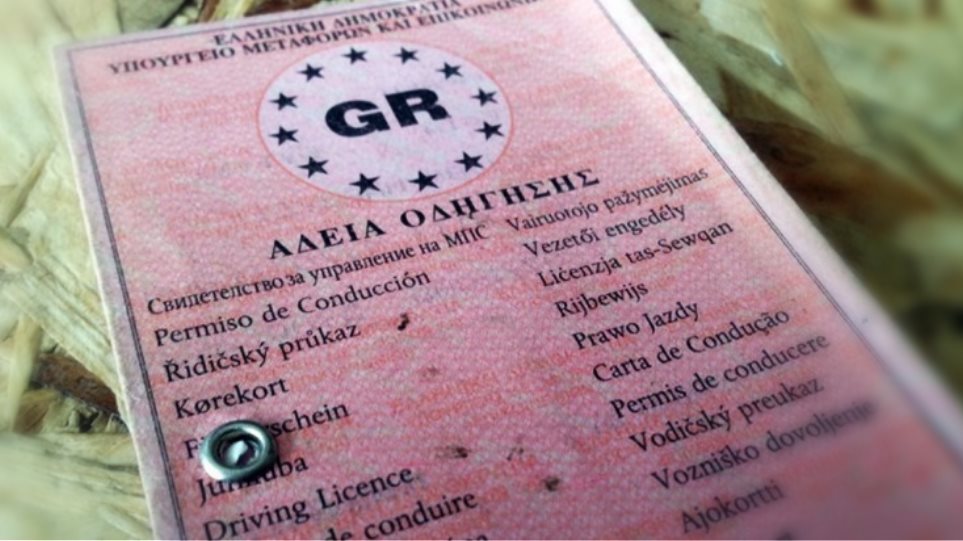 ΕΛΛΗΝΙΚΗ ΔΗΜΟΚΡΑΤΙΑ
ΥΠΟΥΡΓΕΙΟ ΜΕΤΑΦΟΡΩΝ ΚΑΙ
GR
ΑΔΕΙΑ ΟΔΗΓΗΣΗΣ
Свидетелство за управление на МПС
Permiso de Conducción
Řidičský průkaz
Kørekort
Driving Licence
de conduire
Vairuotojo pažymėjimas
Vezetői engedély
Liċenzja tas-Sewqan
Rijbewijs
Prawo Jazdy
Carta de Condução
Permis de conducere
Vodičský preukaz
Vozniško dovoljenje
Ajokortti